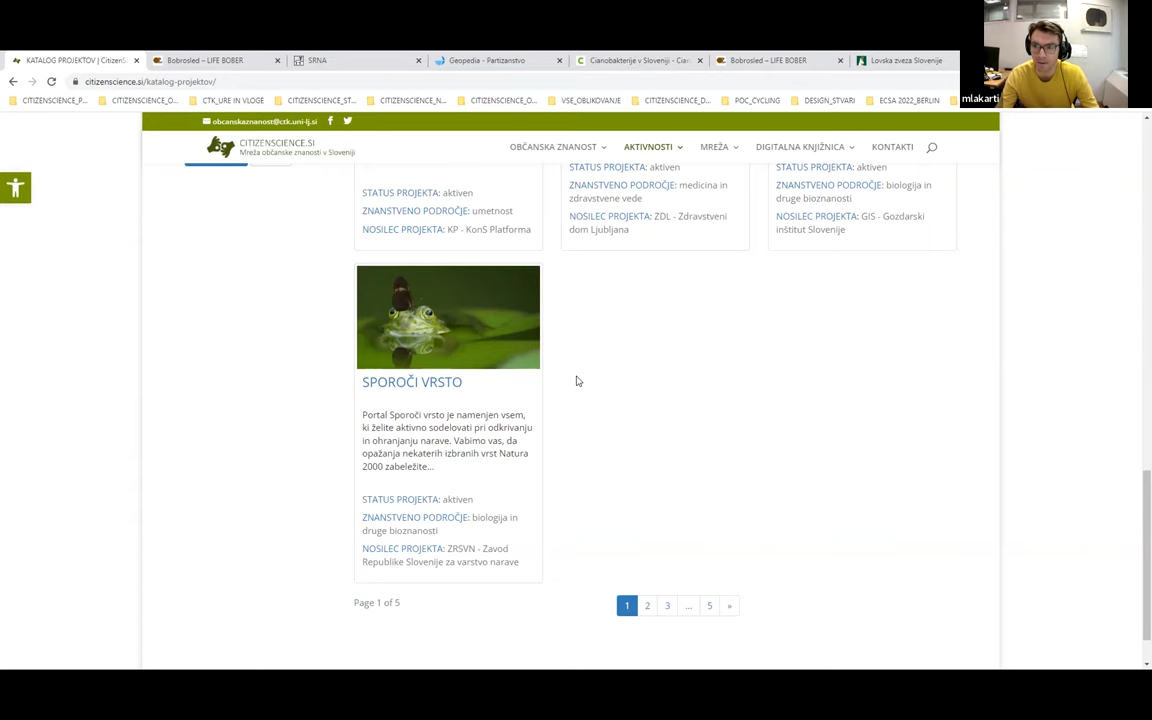 KATALOG PROJEKTOV | CitizenS
Bobrosled – LIFE BOBER
SRNA
Geopedia - Partizanstvo
Cianobakterije v Sloveniji - Cian
Bobrosled – LIFE BOBER
Lovska zveza Slovenije
mlakarti
citizenscience.si/katalog-projektov/
CITIZENSCIENCE_P...
CITIZENSCIENCE_O...
CTK_URE IN VLOGE
CITIZENSCIENCE_ST...
CITIZENSCIENCE_N...
CITIZENSCIENCE_O...
VSE_OBLIKOVANJE
CITIZENSCIENCE_D...
POC_CYCLING
DESIGN_STVARI
ECSA 2022_BERLIN
obcanskaznanost@ctk.uni-lj.si
CITIZENSCIENCE.SI
Mreža občanske znanosti v Sloveniji
OBČANSKA ZNANOST
AKTIVNOSTI
MREŽA
DIGITALNA KNJIŽNICA
KONTAKTI
STATUS PROJEKTA: aktiven
ZNANSTVENO PODROČJE: umetnost
NOSILEC PROJEKTA: KP - KonS Platforma
STATUS PROJEKTA: aktiven
ZNANSTVENO PODROČJE: medicina in
zdravstvene vede
NOSILEC PROJEKTA: ZDL - Zdravstveni
dom Ljubljana
STATUS PROJEKTA: aktiven
ZNANSTVENO PODROČJE: biologija in
druge bioznanosti
NOSILEC PROJEKTA: GIS - Gozdarski
inštitut Slovenije
SPOROČI VRSTO
Portal Sporoči vrsto je namenjen vsem,
ki želite aktivno sodelovati pri odkrivanju
in ohranjanju narave. Vabimo vas, da
opažanja nekaterih izbranih vrst Natura
2000 zabeležite...
STATUS PROJEKTA: aktiven
ZNANSTVENO PODROČJE: biologija in
druge bioznanosti
NOSILEC PROJEKTA: ZRSVN - Zavod
Republike Slovenije za varstvo narave
Page 1 of 5
1 2 3 ... 5 »